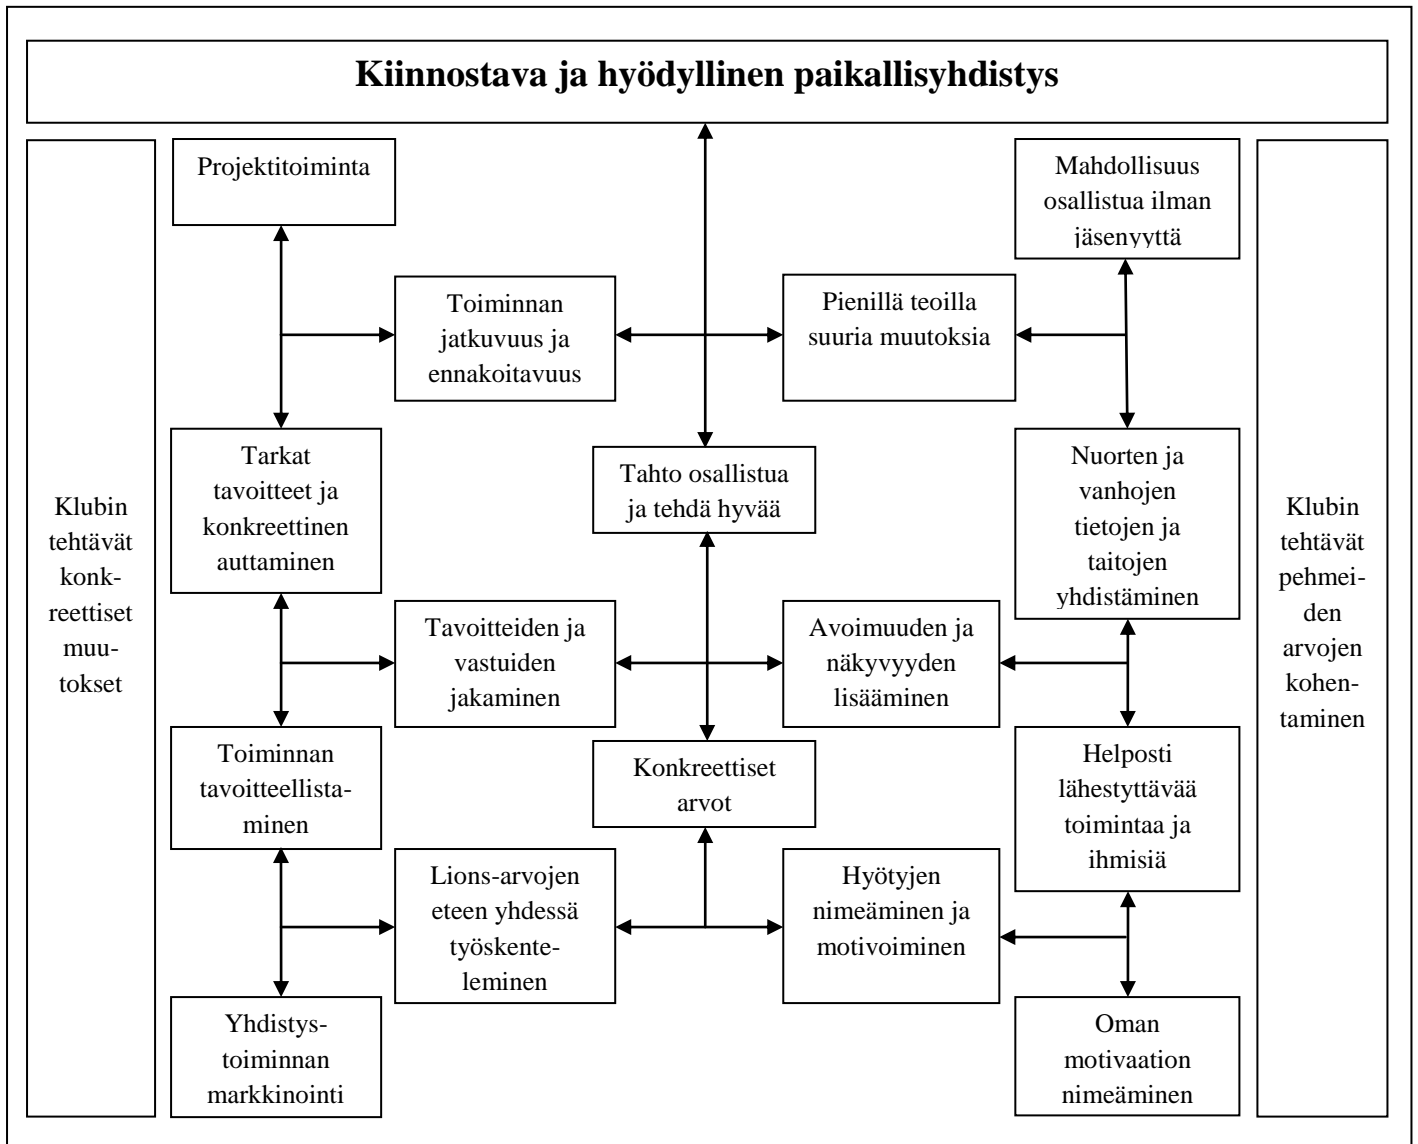 Kiinnostava ja hyödyllinen paikallisyhdistys
Klubin
tehtävät
konk-
reettiset
muu-
tokset
Projektitoiminta
Mahdollisuus
osallistua ilman
jäsenyyttä
Toiminnan
jatkuvuus ja
ennakoitavuus
Pienillä teoilla
suuria muutoksia
Tarkat
tavoitteet ja
konkreettinen
auttaminen
Tahto osallistua
ja tehdä hyvää
Nuorten ja
vanhojen
tietojen ja
taitojen
yhdistäminen
Tavoitteiden ja
vastuiden
jakaminen
Avoimuuden ja
näkyvyyden
lisääminen
Toiminnan
tavoitteellista-
minen
Konkreettiset
arvot
Helposti
lähestyttävää
toimintaa ja
ihmisiä
Lions-arvojen
eteen yhdessä
työskente-
leminen
Hyötyjen
nimeäminen ja
motivoiminen
Yhdistys-
toiminnan
markkinointi
Oman
motivaation
nimeäminen
Klubin
tehtävät
pehmei-
den
arvojen
kohen-
taminen